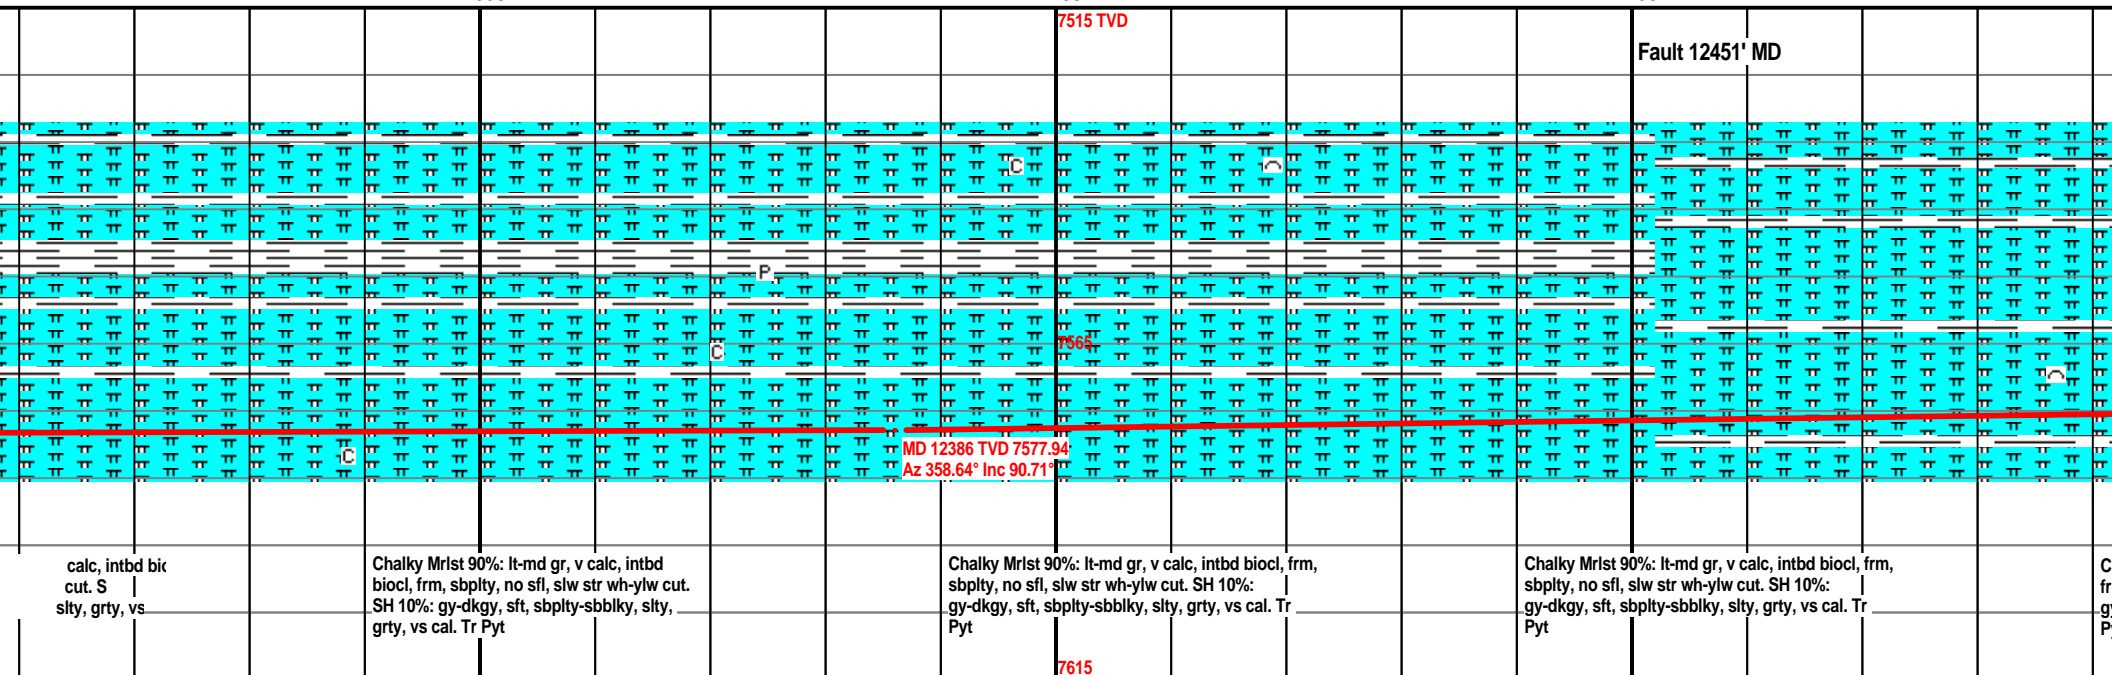 7515 TVD
Fault 12451' MD
C
P
7565
C
MD 12386 TVD 7577.94
Az 358.64° Inc 90.71°
C
calc, intbd bio
cut. S
slty, grty, vs
Chalky Mrlst 90%: lt-md gr, v calc, intbd
biocl, frm, sbplty, no sfl, slw str wh-ylw cut.
SH 10%: gy-dkgy, sft, sbplty-sbblky, slty,
grty, vs cal. Tr Pyt
Chalky Mrlst 90%: lt-md gr, v calc, intbd biocl, frm,
sbplty, no sfl, slw str wh-ylw cut. SH 10%:
gy-dkgy, sft, sbplty-sbblky, slty, grty, vs cal. Tr
Pyt
Chalky Mrlst 90%: lt-md gr, v calc, intbd biocl, frm,
sbplty, no sfl, slw str wh-ylw cut. SH 10%:
gy-dkgy, sft, sbplty-sbblky, slty, grty, vs cal. Tr
Pyt
C
fr
gy
P
7615